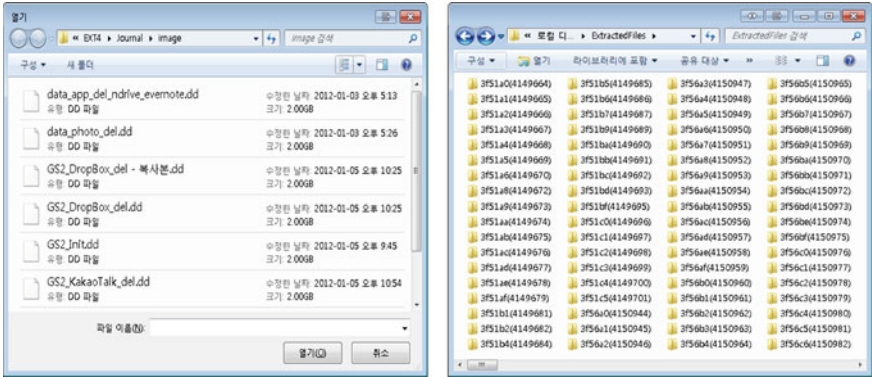 열기
« EXT4 ▸ Journal ▸ image
image 검색
구성 새 폴더
data_app_del_ndrive_evernote.dd
유형: DD 파일
수정한 날짜: 2012-01-03 오후 5:13
크기: 2.00GB
data_photo_del.dd
유형: DD 파일
수정한 날짜: 2012-01-03 오후 5:26
크기: 2.00GB
GS2_DropBox_del - 복사본.dd
유형: DD 파일
수정한 날짜: 2012-01-05 오후 10:25
크기: 2.00GB
GS2_DropBox_del.dd
유형: DD 파일
수정한 날짜: 2012-01-05 오후 10:25
크기: 2.00GB
GS2_Init.dd
유형: DD 파일
수정한 날짜: 2012-01-05 오후 9:45
크기: 2.00GB
GS2_KakaoTalk_del.dd
유형: DD 파일
수정한 날짜: 2012-01-05 오후 10:54
크기: 2.00GB
파일 이름(N):
열기(O) 취소
« 로컬 디... ▸ ExtractedFiles ▸
ExtractedFiles 검색
구성 열기 라이브러리에 포함 공유 대상 »
3f51a0(4149664) 3f51b5(4149685) 3f56a3(4150947) 3f56b5(4150965)
3f51a1(4149665) 3f51b6(4149686) 3f56a4(4150948) 3f56b6(4150966)
3f51a2(4149666) 3f51b7(4149687) 3f56a5(4150949) 3f56b7(4150967)
3f51a3(4149667) 3f51b9(4149689) 3f56a6(4150950) 3f56b8(4150968)
3f51a4(4149668) 3f51ba(4149690) 3f56a7(4150951) 3f56b9(4150969)
3f51a5(4149669) 3f51bb(4149691) 3f56a8(4150952) 3f56ba(4150970)
3f51a6(4149670) 3f51bc(4149692) 3f56a9(4150953) 3f56bb(4150971)
3f51a8(4149672) 3f51bd(4149693) 3f56aa(4150954) 3f56bc(4150972)
3f51a9(4149673) 3f51bf(4149695) 3f56ab(4150955) 3f56bd(4150973)
3f51aa(4149674) 3f51c0(4149696) 3f56ac(4150956) 3f56be(4150974)
3f51ab(4149675) 3f51c1(4149697) 3f56ad(4150957) 3f56bf(4150975)
3f51ac(4149676) 3f51c2(4149698) 3f56ae(4150958) 3f56c0(4150976)
3f51ad(4149677) 3f51c3(4149699) 3f56af(4150959) 3f56c1(4150977)
3f51ae(4149678) 3f51c4(4149700) 3f56b0(4150960) 3f56c2(4150978)
3f51af(4149679) 3f51c5(4149701) 3f56b1(4150961) 3f56c3(4150979)
3f51b1(4149681) 3f56a0(4150944) 3f56b2(4150962) 3f56c4(4150980)
3f51b2(4149682) 3f56a1(4150945) 3f56b3(4150963) 3f56c5(4150981)
3f51b4(4149684) 3f56a2(4150946) 3f56b4(4150964) 3f56c6(4150982)